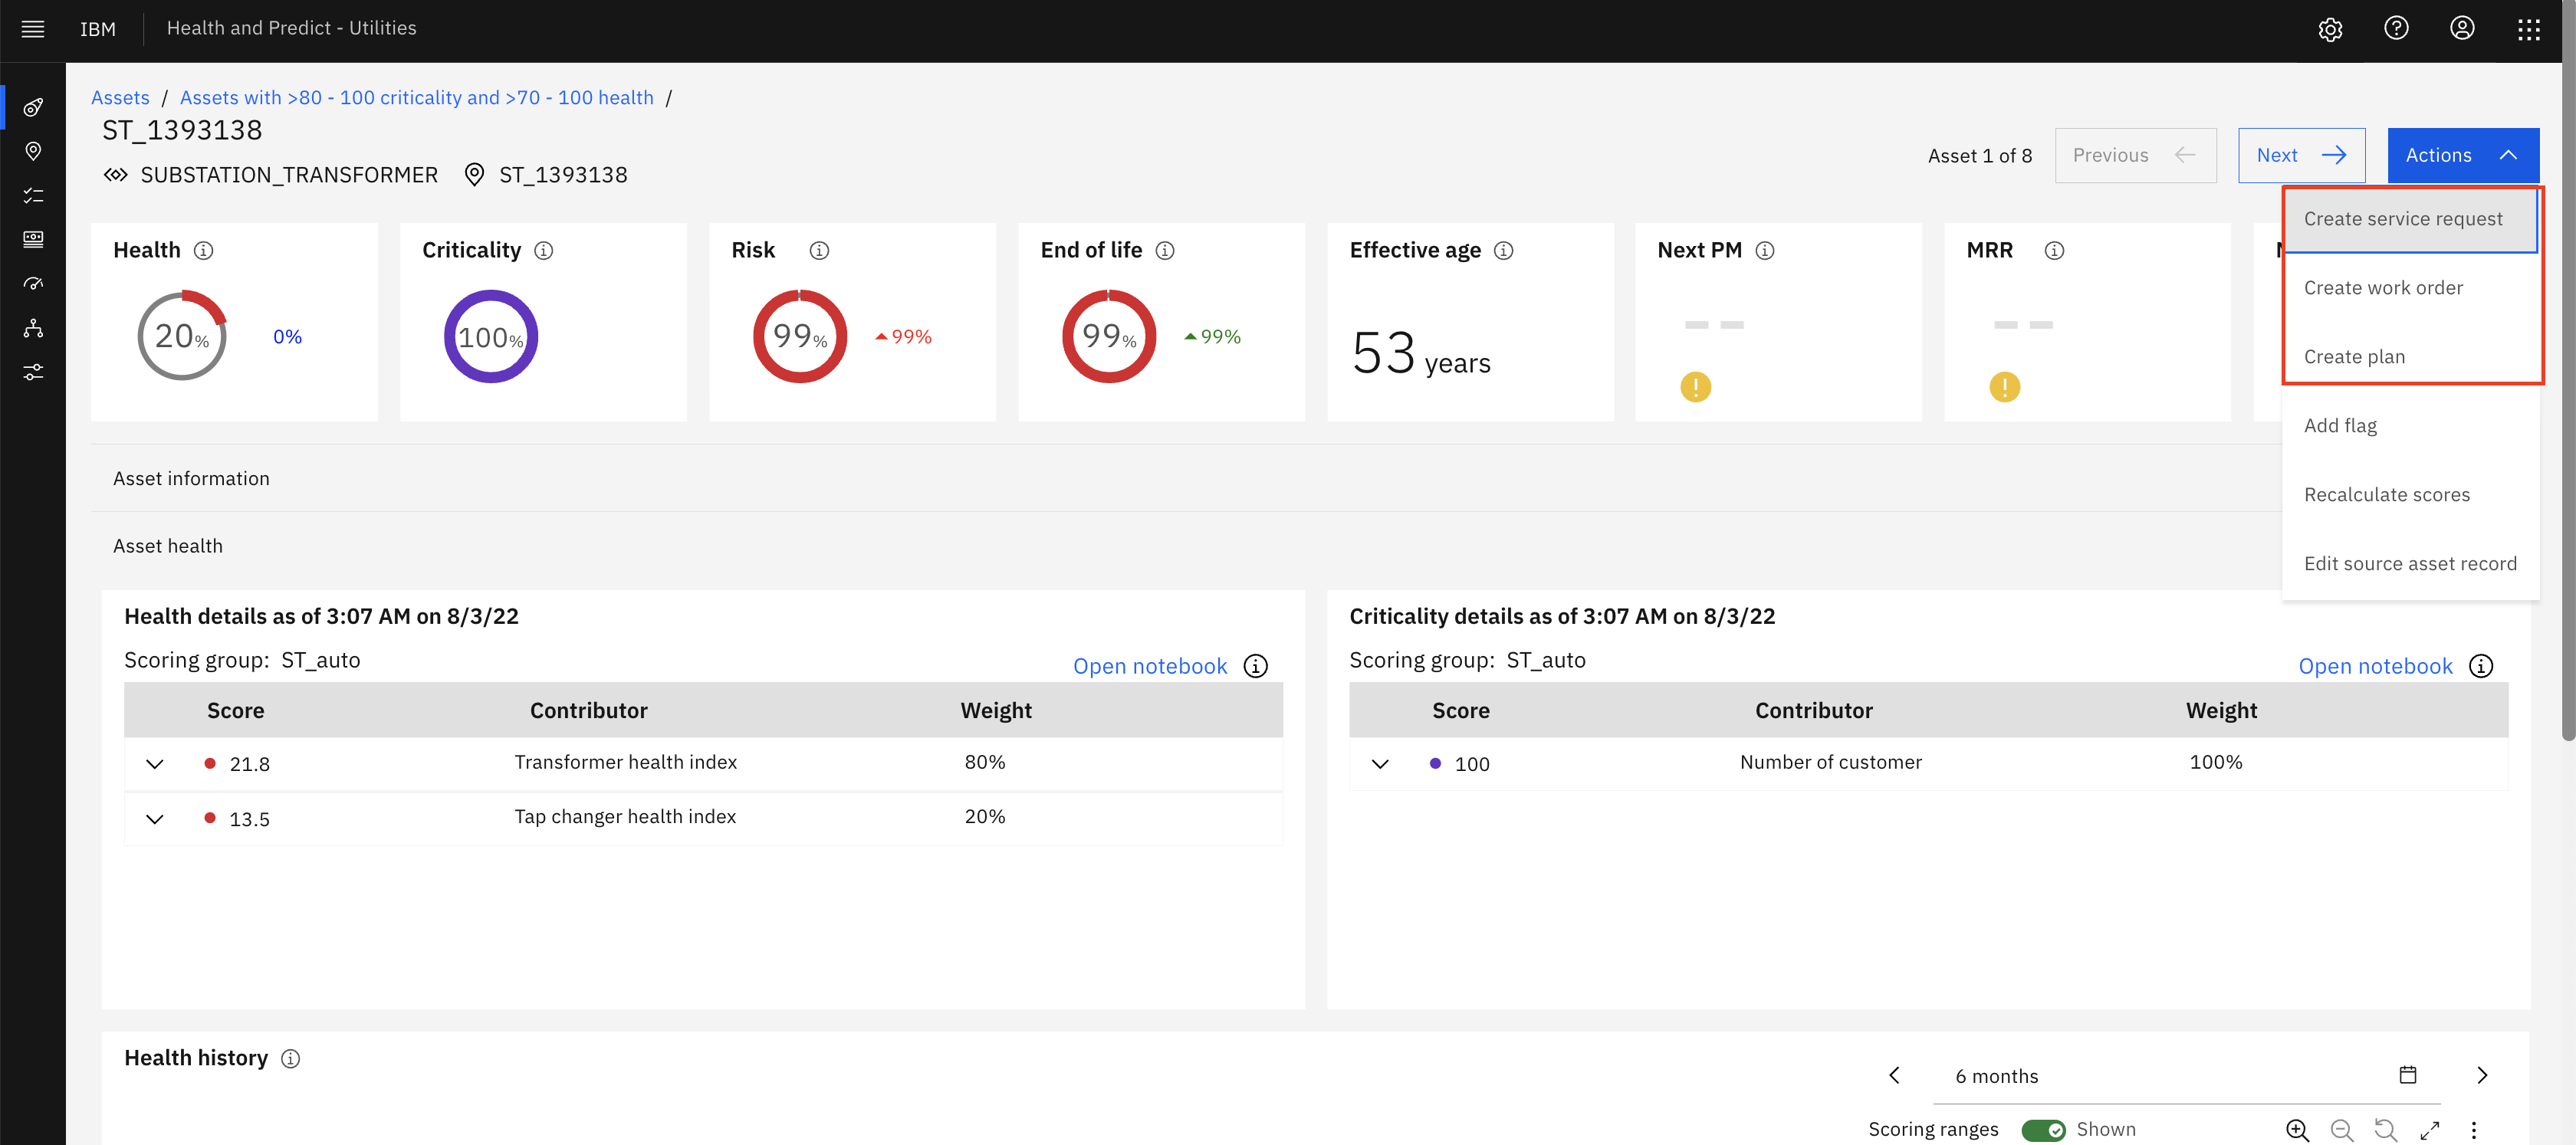 IBM Health and Predict - Utilities
Assets / Assets with >80 - 100 criticality and >70 - 100 health /
ST_1393138
SUBSTATION_TRANSFORMER ST_1393138
Asset 1 of 8 Previous Next Actions
Create service request
Create work order
Create plan
Add flag
Recalculate scores
Edit source asset record
Health
20%
0%
Criticality
100%
Risk
99%
99%
End of life
99%
99%
Effective age
53 years
Next PM
-- 
MRR
--
Asset information
Asset health
Health details as of 3:07 AM on 8/3/22
Scoring group: ST_auto
Open notebook
Score Contributor Weight
21.8 Transformer health index 80%
13.5 Tap changer health index 20%
Criticality details as of 3:07 AM on 8/3/22
Scoring group: ST_auto
Open notebook
Score Contributor Weight
100 Number of customer 100%
Health history
6 months
Scoring ranges Shown